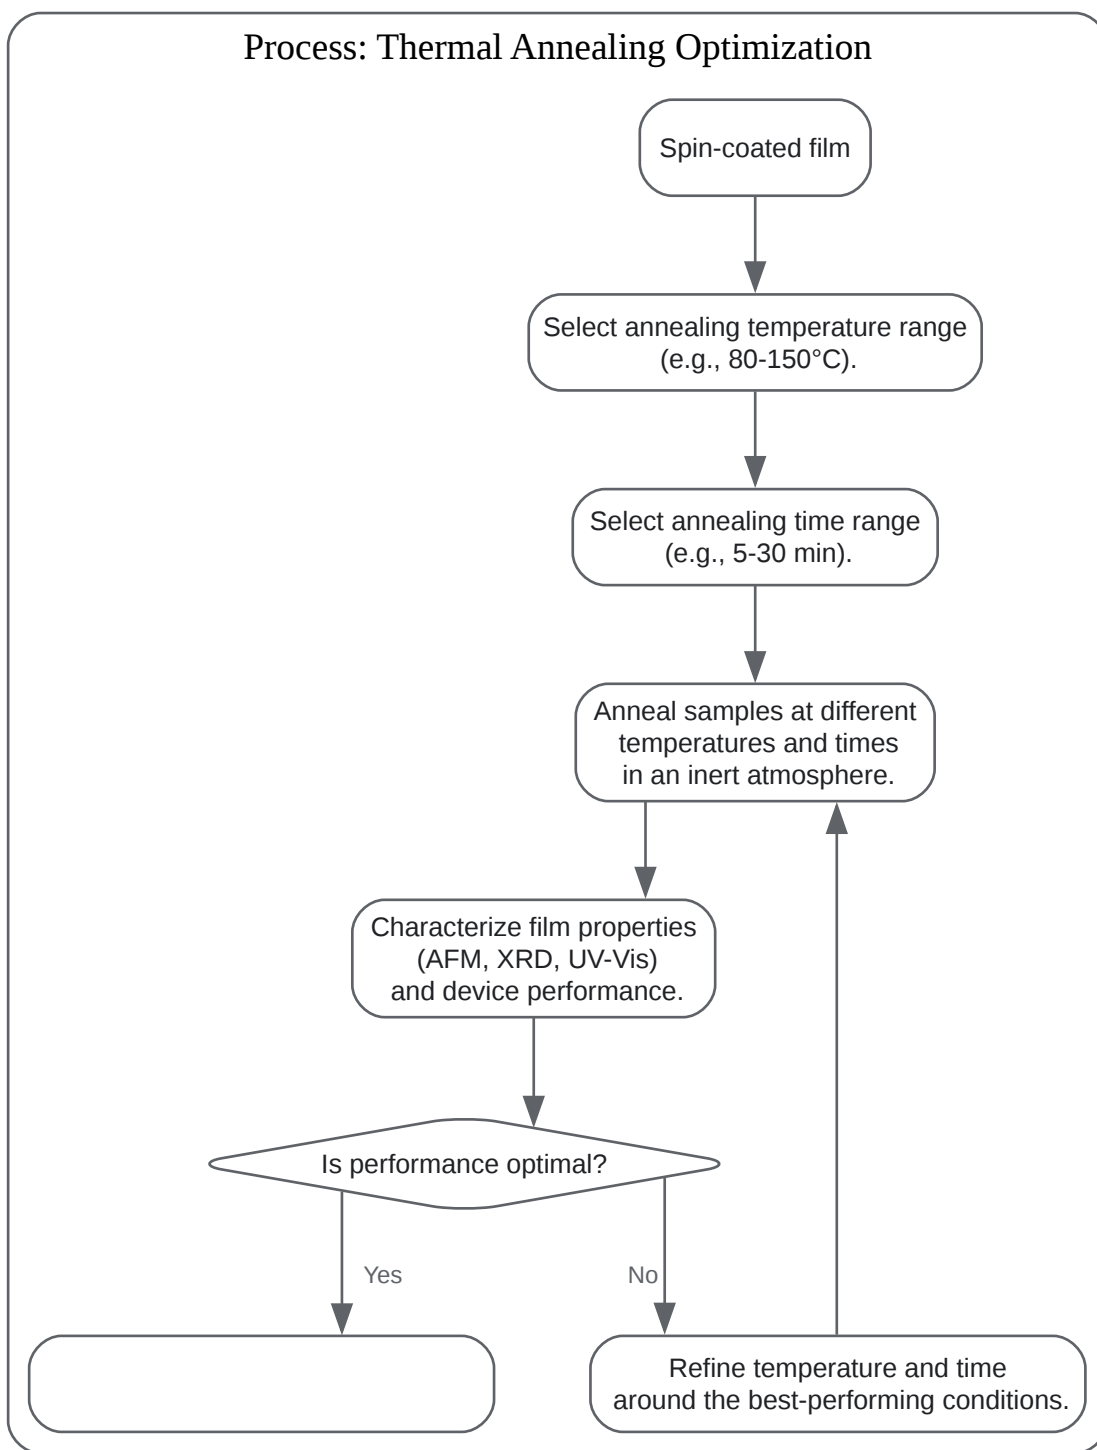 Process: Thermal Annealing Optimization
Spin-coated film
Select annealing temperature range
(e.g., 80-150°C).
Select annealing time range
(e.g., 5-30 min).
Anneal samples at different
temperatures and times
in an inert atmosphere.
Characterize film properties
(AFM, XRD, UV-Vis)
and device performance.
Is performance optimal?
Yes
No
Refine temperature and time
around the best-performing conditions.